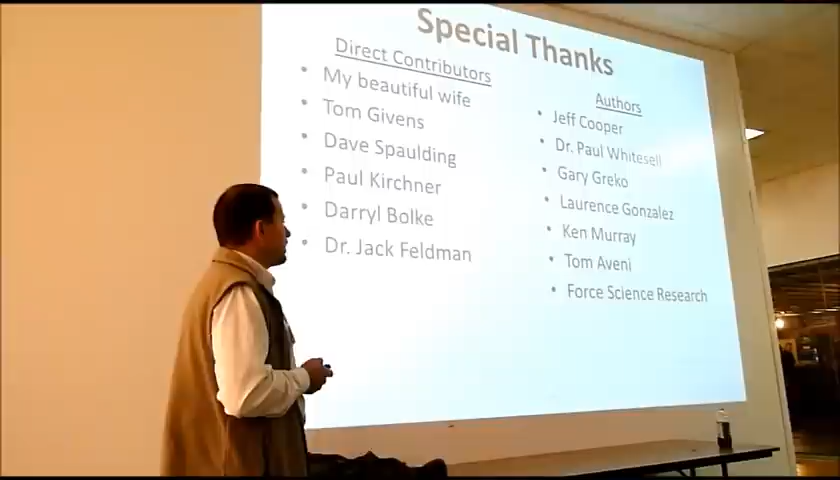 Special Thanks
Direct Contributors
• My beautiful wife
• Tom Givens
• Dave Spaulding
• Paul Kirchner
• Darryl Bolke
• Dr. Jack Feldman
Authors
• Jeff Cooper
• Dr. Paul Whitesell
• Gary Greko
• Laurence Gonzalez
• Ken Murray
• Tom Aveni
• Force Science Research